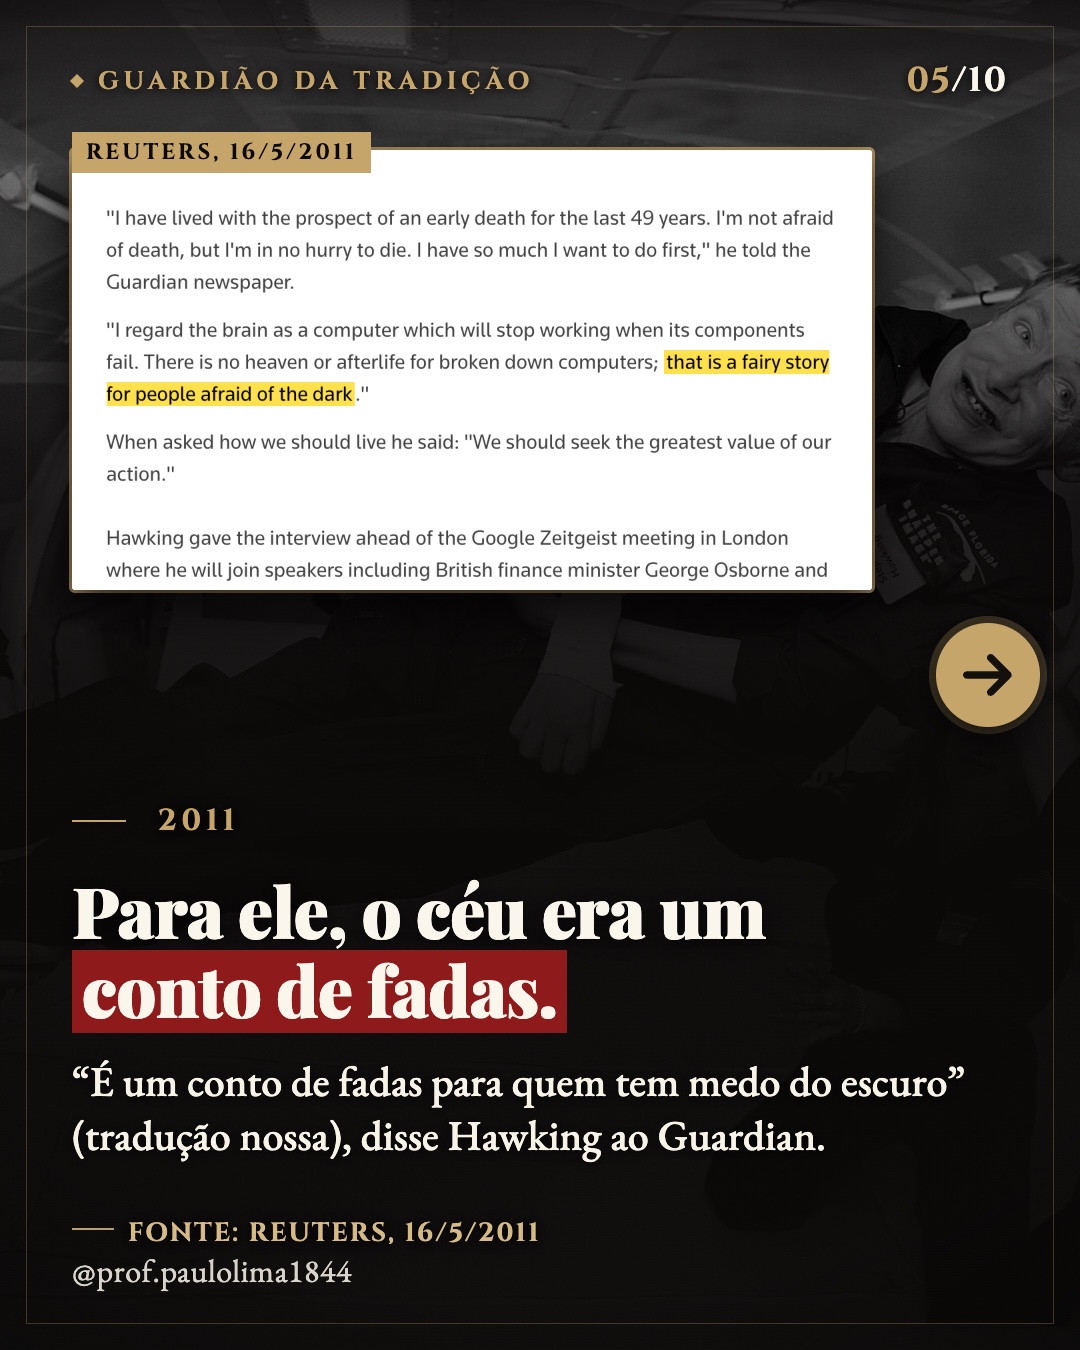 ◆ GUARDIÃO DA TRADIÇÃO
05/10
REUTERS, 16/5/2011
"I have lived with the prospect of an early death for the last 49 years. I'm not afraid
of death, but I'm in no hurry to die. I have so much I want to do first," he told the
Guardian newspaper.
"I regard the brain as a computer which will stop working when its components
fail. There is no heaven or afterlife for broken down computers; that is a fairy story
for people afraid of the dark."
When asked how we should live he said: "We should seek the greatest value of our
action."
Hawking gave the interview ahead of the Google Zeitgeist meeting in London
where he will join speakers including British finance minister George Osborne and
SPACE FLORIDA
2011
Para ele, o céu era um
conto de fadas.
“É um conto de fadas para quem tem medo do escuro”
(tradução nossa), disse Hawking ao Guardian.
FONTE: REUTERS, 16/5/2011
@prof.paulolima1844